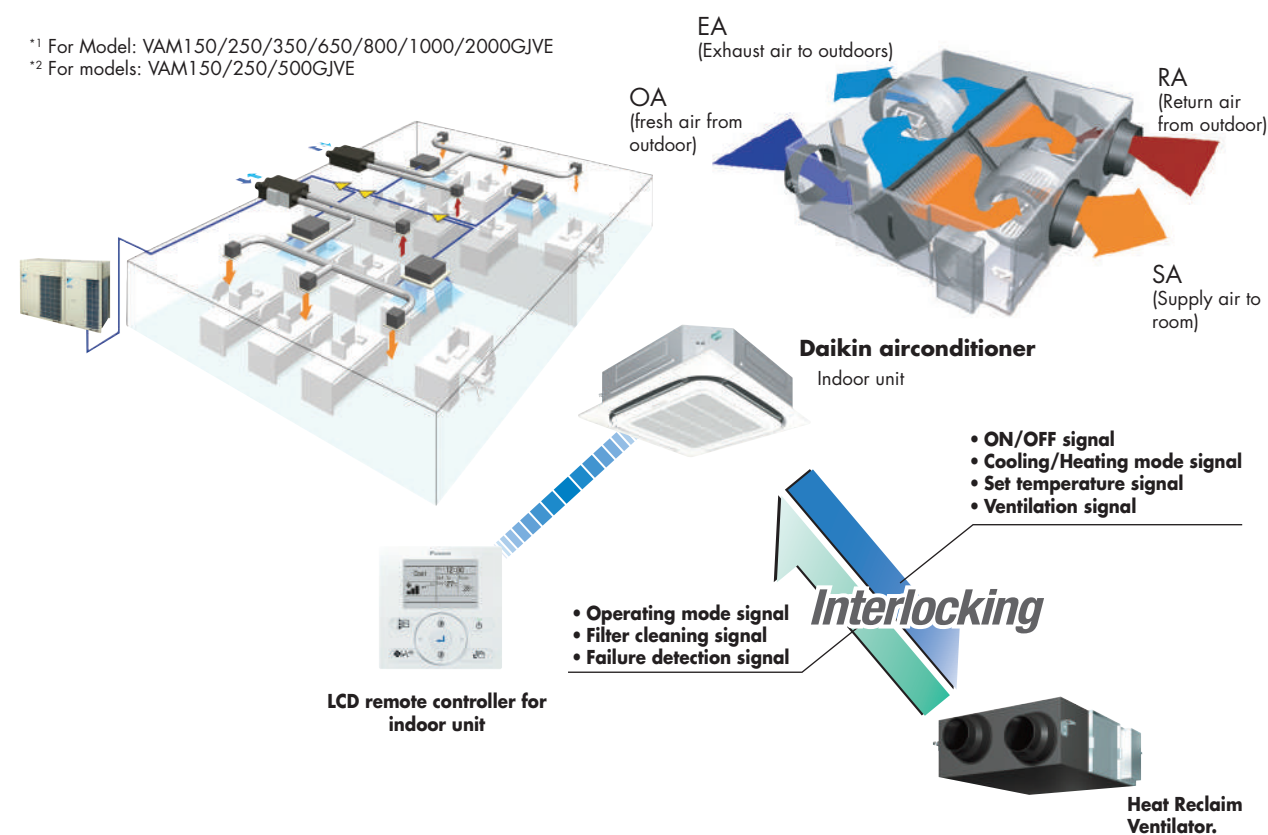 *1 For Model: VAM150/250/350/650/800/1000/2000GJVE
*2 For models: VAM150/250/500GJVE
EA
(Exhaust air to outdoors)
OA
(fresh air from
outdoor)
RA
(Return air
from outdoor)
SA
(Supply air to
room)
Daikin airconditioner
Indoor unit
• ON/OFF signal
• Cooling/Heating mode signal
• Set temperature signal
• Ventilation signal
Interlocking
• Operating mode signal
• Filter cleaning signal
• Failure detection signal
Cool
LCD remote controller for
indoor unit
Heat Reclaim
Ventilator.